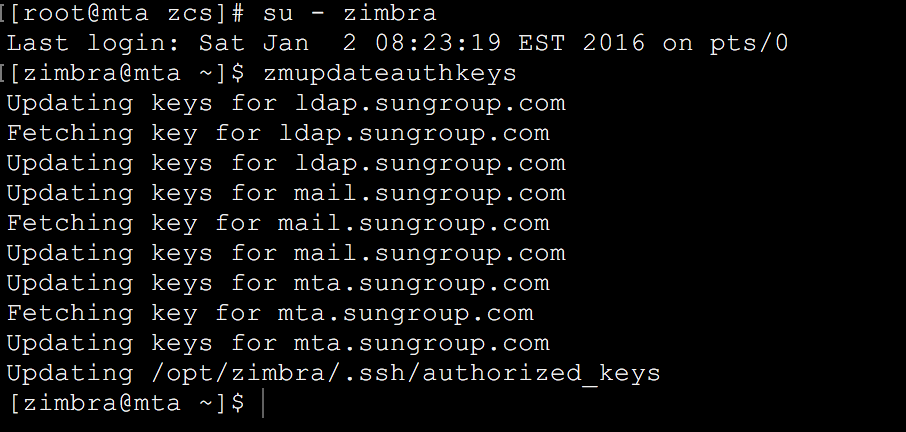 [[root@mta zcs]# su - zimbra
Last login: Sat Jan  2 08:23:19 EST 2016 on pts/0
[[zimbra@mta ~]$ zmupdateauthkeys
Updating keys for ldap.sungroup.com
Fetching key for ldap.sungroup.com
Updating keys for ldap.sungroup.com
Updating keys for mail.sungroup.com
Fetching key for mail.sungroup.com
Updating keys for mail.sungroup.com
Updating keys for mta.sungroup.com
Fetching key for mta.sungroup.com
Updating keys for mta.sungroup.com
Updating /opt/zimbra/.ssh/authorized_keys
[zimbra@mta ~]$